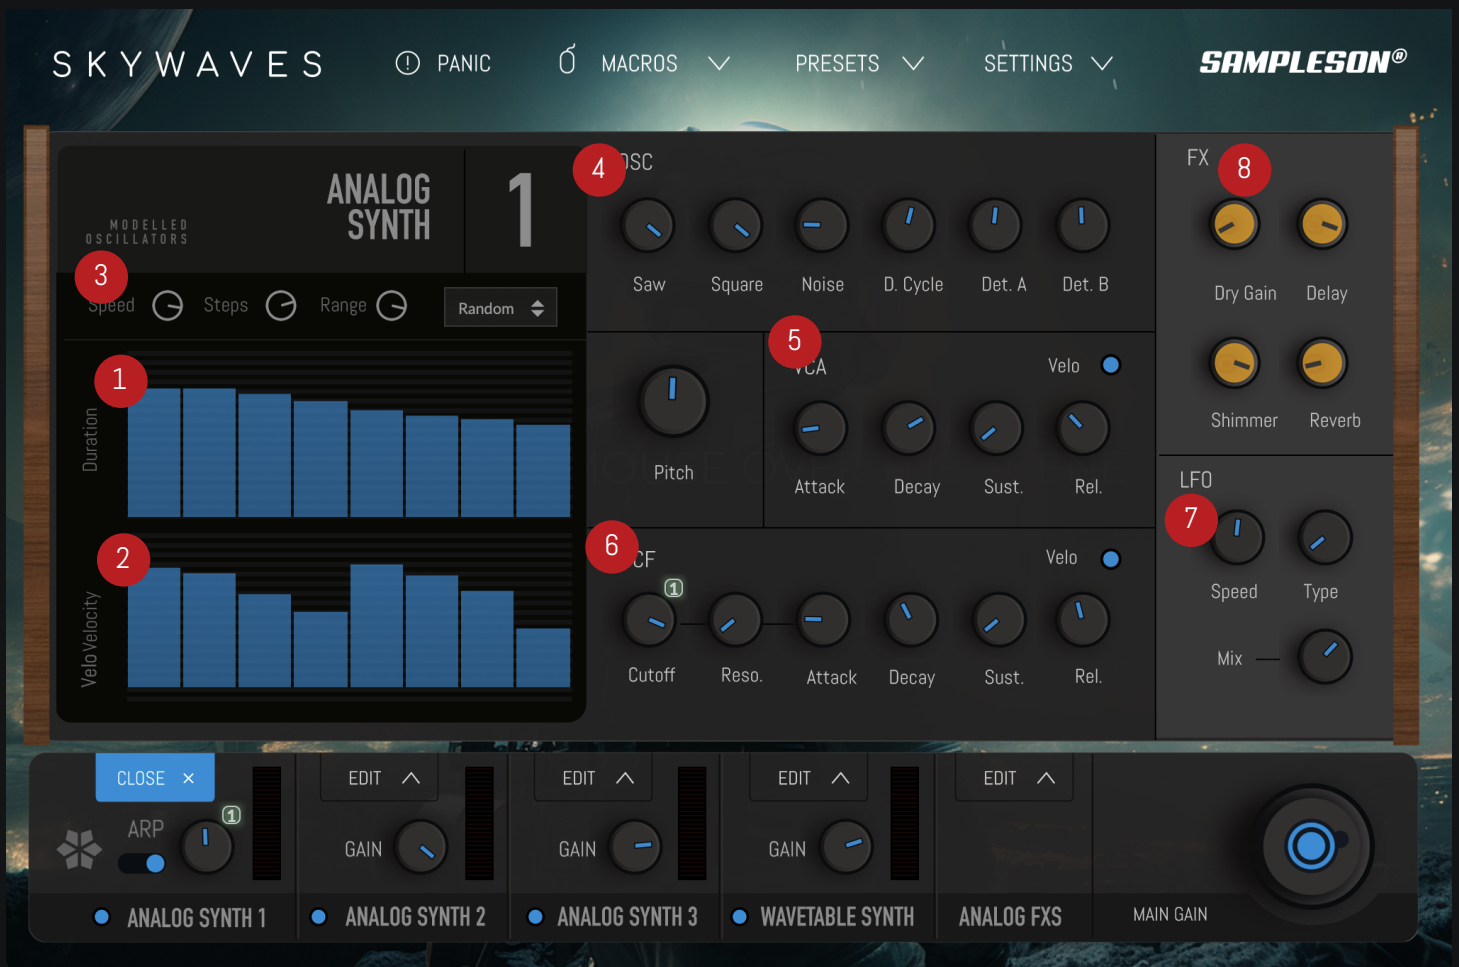 SKYWAVES
PANIC
MACROS
PRESETS
SETTINGS
SAMPLESON®
MODELLED
OSCILLATORS
ANALOG
SYNTH
1
3
Speed
Steps
Range
Random
1
Duration
2
Velo Velocity
4
OSC
Saw
Square
Noise
D. Cycle
Det. A
Det. B
Pitch
5
VCA
Velo
Attack
Decay
Sust.
Rel.
6
CF
Velo
1
Cutoff
Reso.
Attack
Decay
Sust.
Rel.
FX
8
Dry Gain
Delay
Shimmer
Reverb
LFO
7
Speed
Type
Mix
CLOSE ×
EDIT
EDIT
EDIT
EDIT
ARP
1
GAIN
GAIN
GAIN
ANALOG SYNTH 1
ANALOG SYNTH 2
ANALOG SYNTH 3
WAVETABLE SYNTH
ANALOG FXS
MAIN GAIN